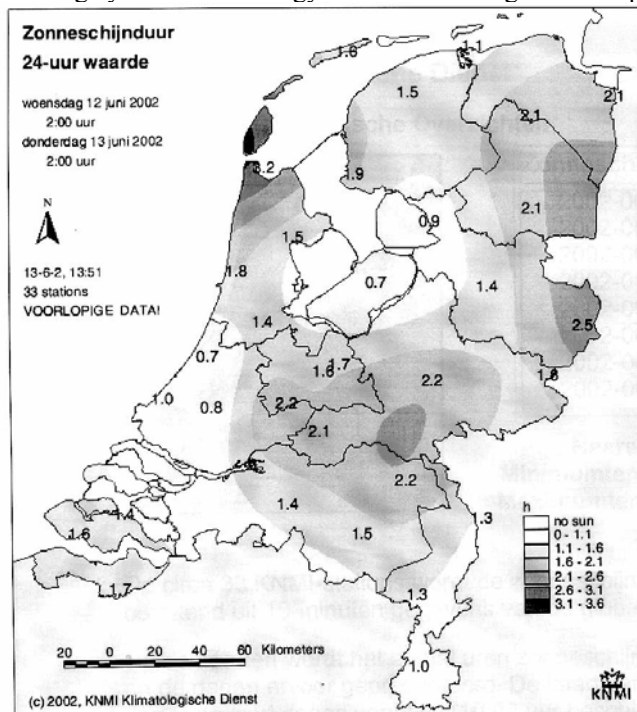 Zonneschijnduur
24-uur waarde
woensdag 12 juni 2002
2:00 uur
donderdag 13 juni 2002
2:00 uur
N
13-6-2, 13:51
33 stations
VOORLOPIGE DATA!
1.6
1.1
1.5
2.1
2.1
3.2
.9
2.1
0.9
1.5
1.8
0.7
1.4
1.4
2.5
0.7
1.7
1.6
2.2
1.8
1.0
0.8
2.2
2.1
2.2
1.4
1.4
1.6
1.5
1.3
1.7
1.3
1.0
h
no sun
0 - 1.1
1.1 - 1.6
1.6 - 2.1
2.1 - 2.6
2.6 - 3.1
3.1 - 3.6
20 0 20 40 60 Kilometers
KNMI
(c) 2002, KNMI Klimatologische Dienst